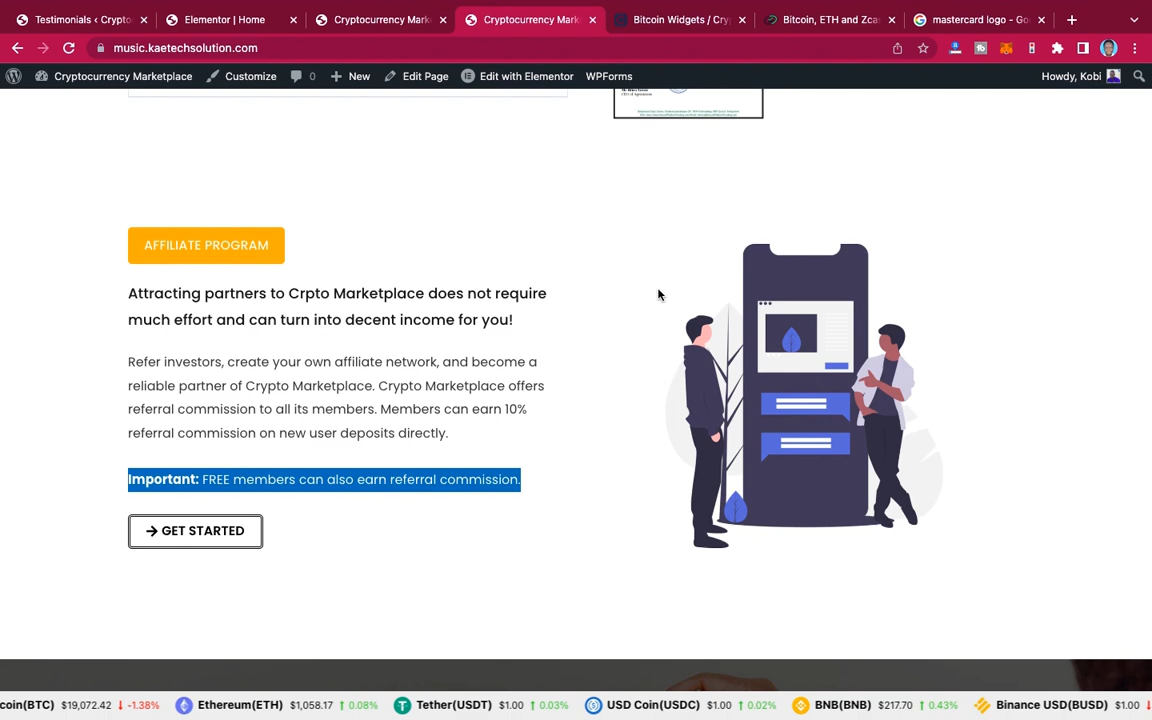 Testimonials ‹ Crypto
Elementor | Home
Cryptocurrency Mark
Cryptocurrency Mark
Bitcoin Widgets / Cry
Bitcoin, ETH and Zca
mastercard logo - Go
music.kaetechsolution.com
Cryptocurrency Marketplace
Customize
0
New
Edit Page
Edit with Elementor
WPForms
Howdy, Kobi
AFFILIATE PROGRAM
Attracting partners to Crpto Marketplace does not require
much effort and can turn into decent income for you!
Refer investors, create your own affiliate network, and become a
reliable partner of Crypto Marketplace. Crypto Marketplace offers
referral commission to all its members. Members can earn 10%
referral commission on new user deposits directly.
Important: FREE members can also earn referral commission.
GET STARTED
coin(BTC) $19,072.42 -1.38% Ethereum(ETH) $1,058.17 0.08% Tether(USDT) $1.00 0.03% USD Coin(USDC) $1.00 0.02% BNB(BNB) $217.70 0.43% Binance USD(BUSD) $1.00